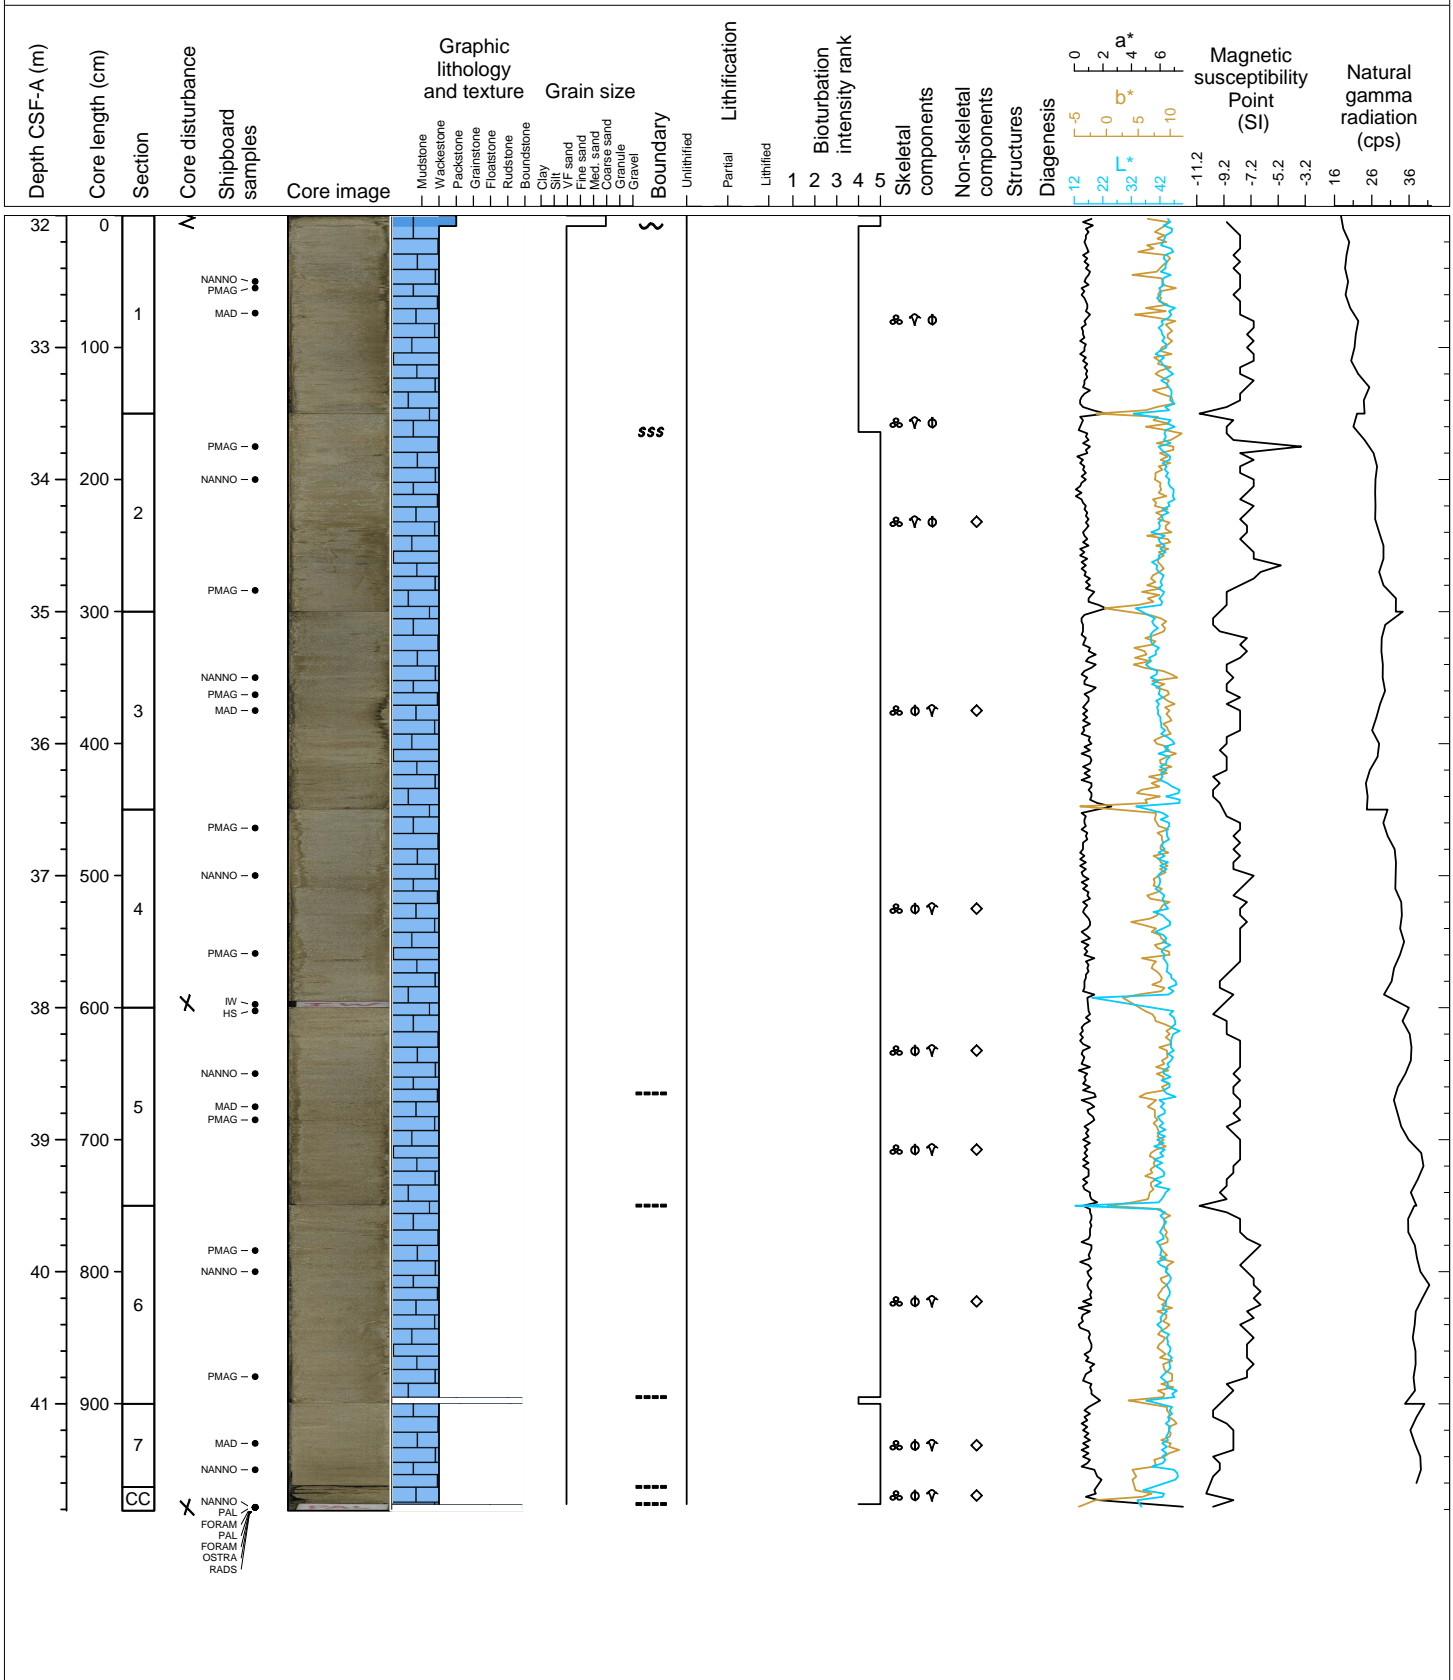 Depth CSF-A (m)
Core length (cm)
Section
Core disturbance
Shipboard
samples
Core image
Graphic
lithology
and texture
Mudstone
Wackestone
Packstone
Grainstone
Floatstone
Rudstone
Boundstone
Grain size
Clay
Silt
VF sand
Fine sand
Med. sand
Coarse sand
Granule
Gravel
Boundary
Lithification
Unlithified
Partial
Lithified
Bioturbation
intensity rank
1 2 3 4 5
Skeletal
components
Non-skeletal
components
Structures
Diagenesis
a*
0 2 4 6
b*
-5 0 5 10
L*
12 22 32 42
Magnetic
susceptibility
Point
(SI)
-11.2 -9.2 -7.2 -5.2 -3.2
Natural
gamma
radiation
(cps)
16 26 36
32 0
NANNO
PMAG
MAD
1
33 100
PMAG
sss
34 200
NANNO
2
PMAG
35 300
NANNO
PMAG
3
MAD
36 400
PMAG
37 500
NANNO
4
PMAG
IW
38 600
HS
NANNO
5
MAD
PMAG
39 700
PMAG
40 800
NANNO
6
PMAG
41 900
7
MAD
NANNO
CC
NANNO
PAL
FORAM
PAL
FORAM
OSTRA
RADS